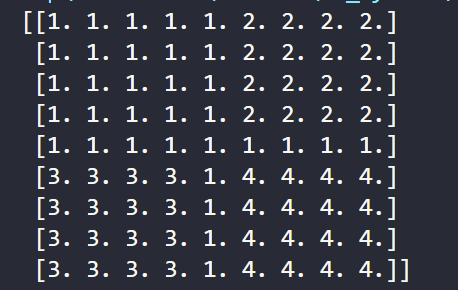 [[1. 1. 1. 1. 1. 2. 2. 2. 2.]
[1. 1. 1. 1. 1. 2. 2. 2. 2.]
[1. 1. 1. 1. 1. 2. 2. 2. 2.]
[1. 1. 1. 1. 1. 2. 2. 2. 2.]
[1. 1. 1. 1. 1. 1. 1. 1. 1.]
[3. 3. 3. 3. 1. 4. 4. 4. 4.]
[3. 3. 3. 3. 1. 4. 4. 4. 4.]
[3. 3. 3. 3. 1. 4. 4. 4. 4.]
[3. 3. 3. 3. 1. 4. 4. 4. 4.]]